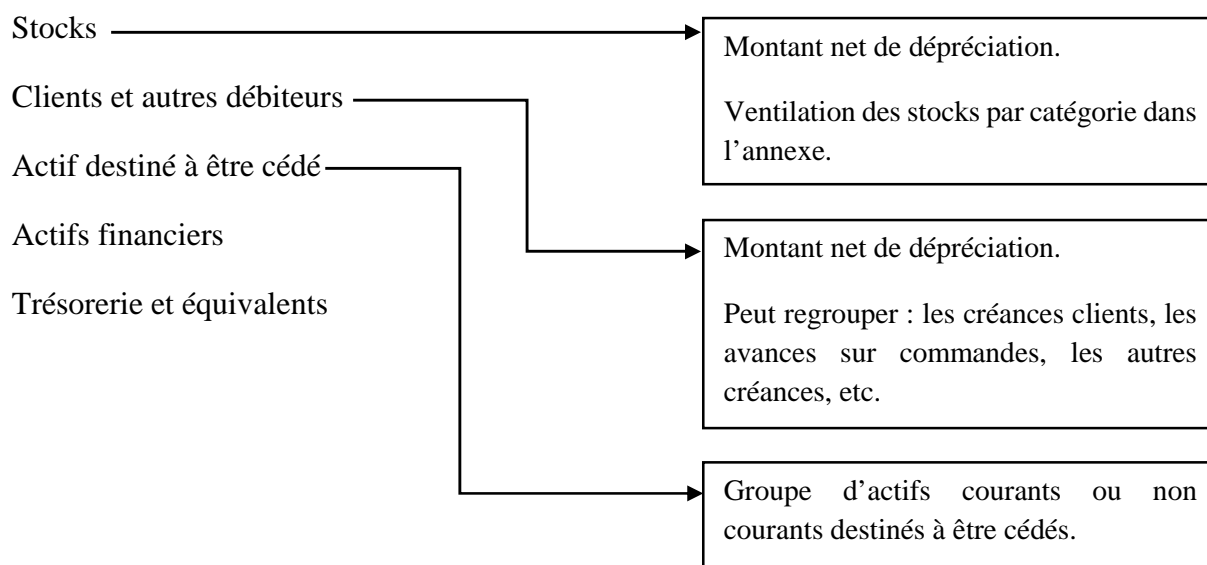 Stocks
Clients et autres débiteurs
Actif destiné à être cédé
Actifs financiers
Trésorerie et équivalents
Montant net de dépréciation.
Ventilation des stocks par catégorie dans
l’annexe.
Montant net de dépréciation.
Peut regrouper : les créances clients, les
avances sur commandes, les autres
créances, etc.
Groupe d’actifs courants ou non
courants destinés à être cédés.